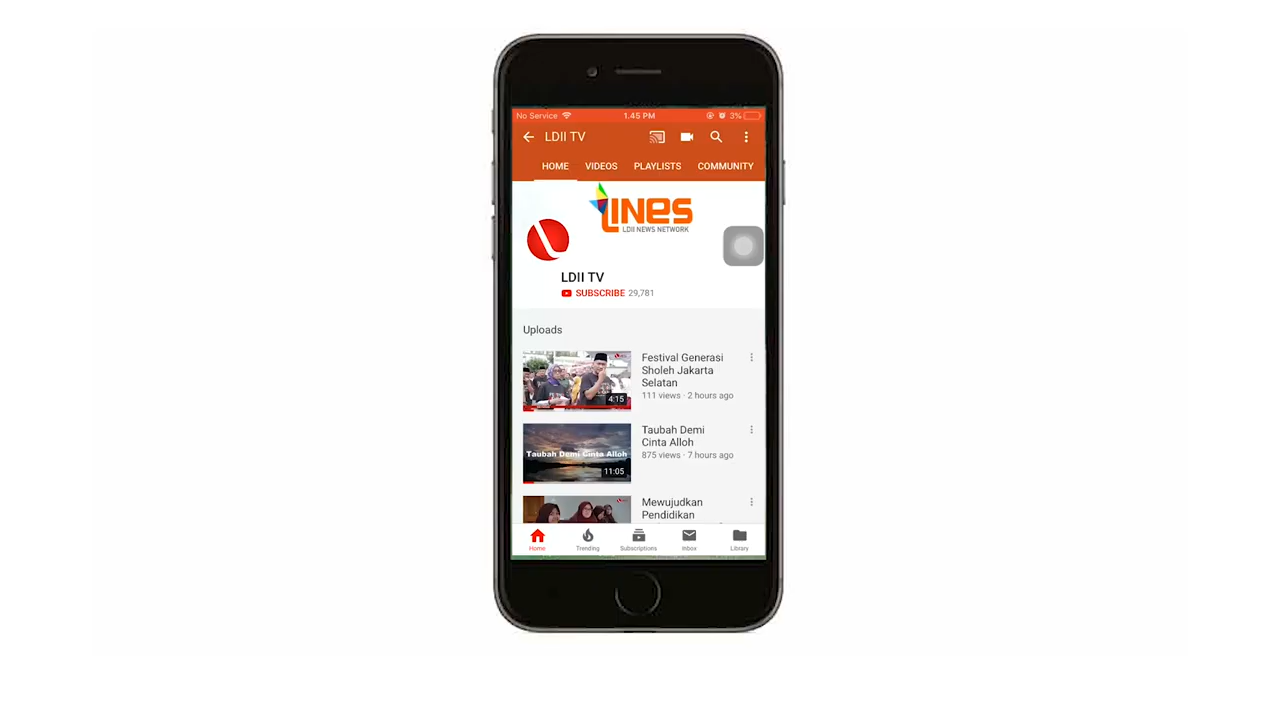 No Service 1.45 PM 3%
LDII TV
HOME VIDEOS PLAYLISTS COMMUNITY
LINES
LDII NEWS NETWORK
LDII TV
SUBSCRIBE 29,781
Uploads
Festival Generasi
Sholeh Jakarta
Selatan
111 views · 2 hours ago
4:15
Taubah Demi
Cinta Alloh
875 views · 7 hours ago
Taubah Demi Cinta Alloh
11:05
Mewujudkan
Pendidikan
Home Trending Subscriptions Inbox Library